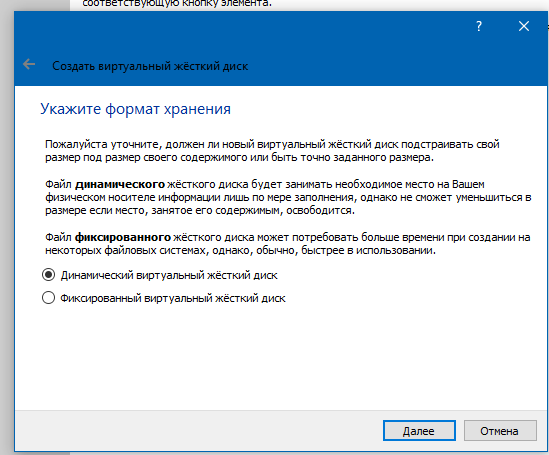 соответствующую кнопку элемента.
?
Создать виртуальный жёсткий диск
Укажите формат хранения
Пожалуйста уточните, должен ли новый виртуальный жёсткий диск подстраивать свой
размер под размер своего содержимого или быть точно заданного размера.
Файл динамического жёсткого диска будет занимать необходимое место на Вашем
физическом носителе информации лишь по мере заполнения, однако не сможет уменьшиться в
размере если место, занятое его содержимым, освободится.
Файл фиксированного жёсткого диска может потребовать больше времени при создании на
некоторых файловых системах, однако, обычно, быстрее в использовании.
Динамический виртуальный жёсткий диск
Фиксированный виртуальный жёсткий диск
Далее
Отмена